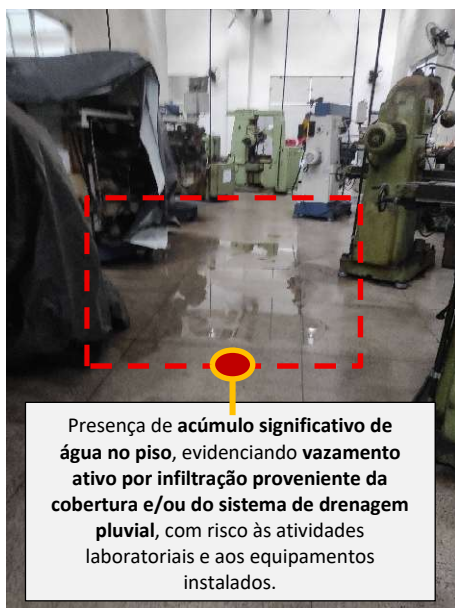 Presença de acúmulo significativo de
água no piso, evidenciando vazamento
ativo por infiltração proveniente da
cobertura e/ou do sistema de drenagem
pluvial, com risco às atividades
laboratoriais e aos equipamentos
instalados.